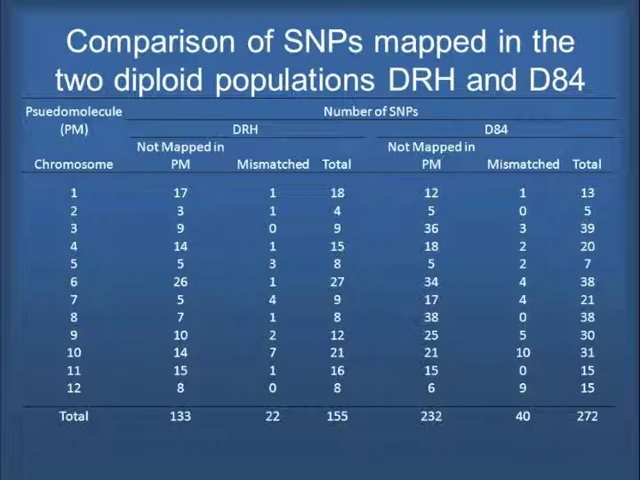 Comparison of SNPs mapped in the
two diploid populations DRH and D84
Psuedomolecule Number of SNPs
(PM) DRH D84
Not Mapped in Not Mapped in
Chromosome PM Mismatched Total PM Mismatched Total
1 17 1 18 12 1 13
2 3 1 4 5 0 5
3 9 0 9 36 3 39
4 14 1 15 18 2 20
5 5 3 8 5 2 7
6 26 1 27 34 4 38
7 5 4 9 17 4 21
8 7 1 8 38 0 38
9 10 2 12 25 5 30
10 14 7 21 21 10 31
11 15 1 16 15 0 15
12 8 0 8 6 9 15
Total 133 22 155 232 40 272